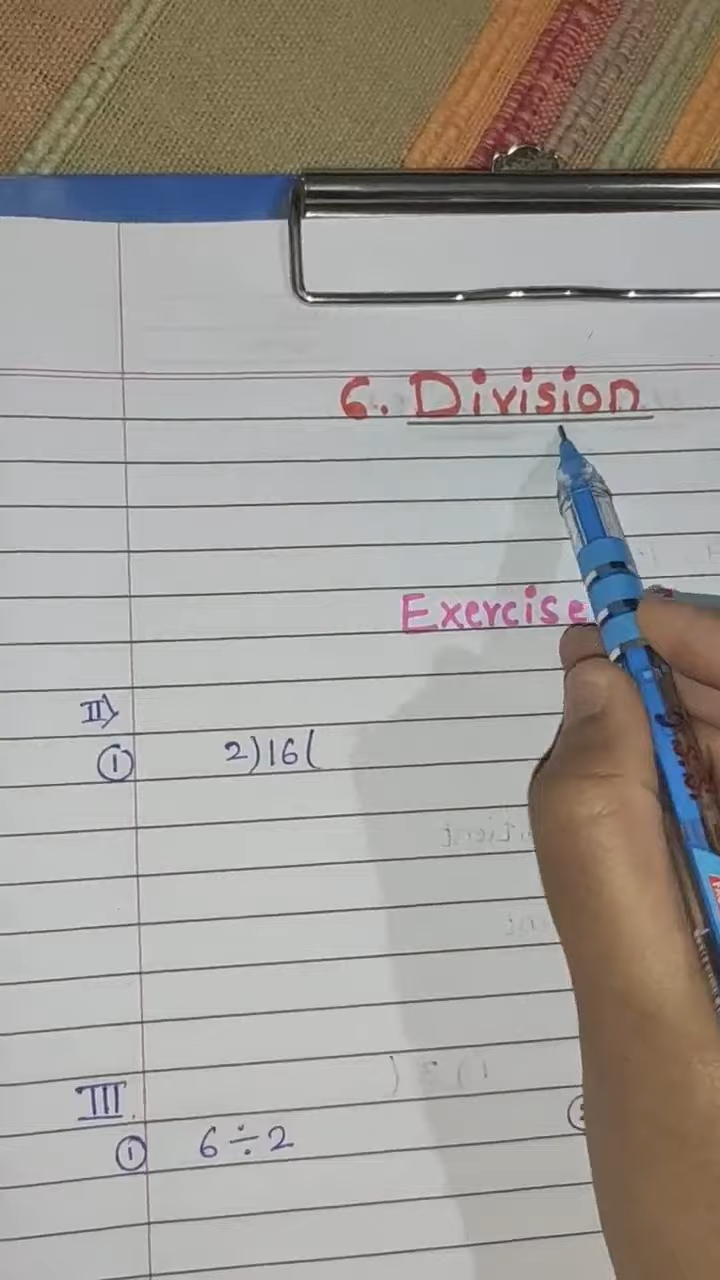 6. Division
Exercise
II)
① 2)16(
III
① 6÷2